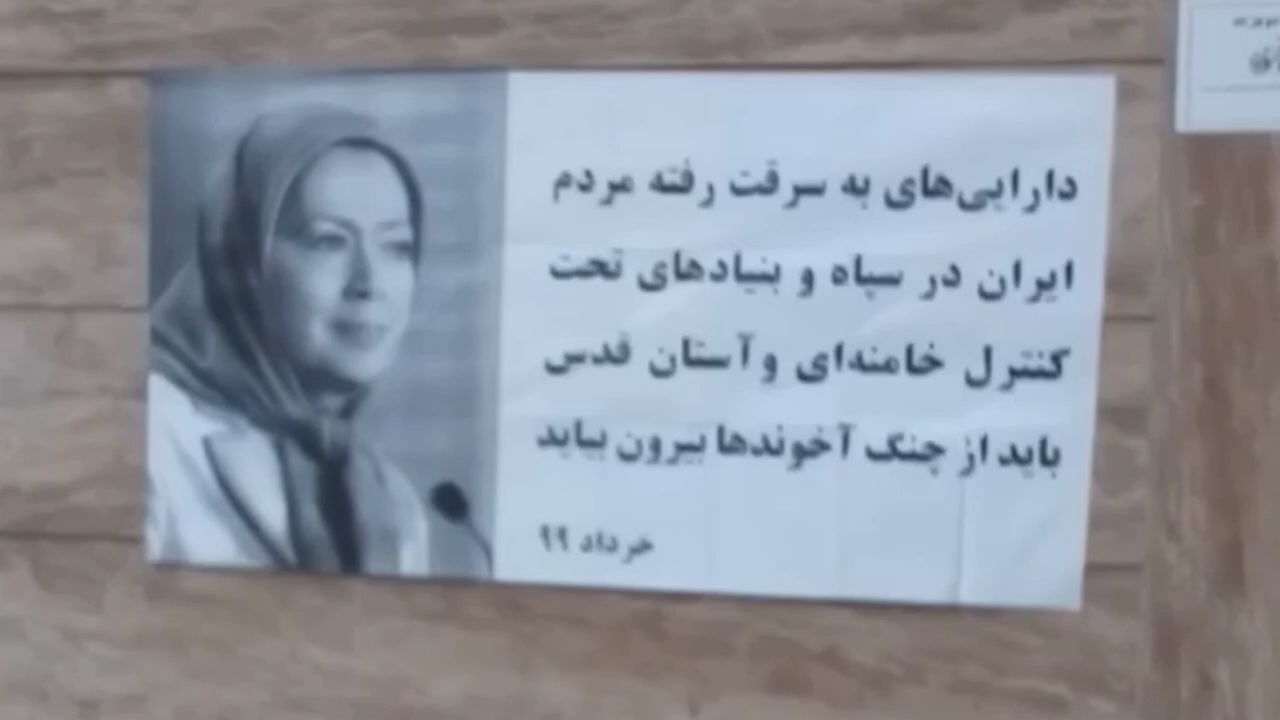 دارایی‌های به سرقت رفته مردم
ایران در سپاه و بنیادهای تحت
کنترل خامنه‌ای و آستان قدس
باید از چنگ آخوندها بیرون بیاید
خرداد ۹۹